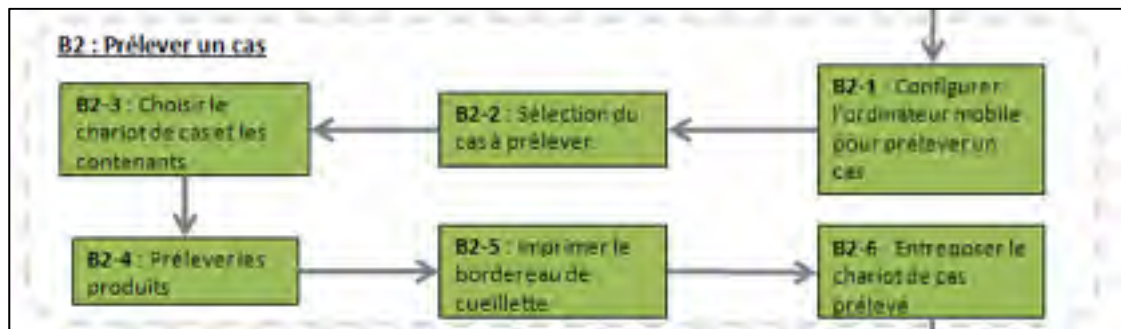 B2 : Prélever un cas
B2-1 : Configurer
l'ordinateur mobile
pour prélever un
cas
B2-2 : Sélection du
cas à prélever.
B2-3 : Choisir le
chariot de cas et les
contenants
B2-4 : Prélever les
produits
B2-5 : Imprimer le
bordereau de
cueillette
B2-6 : Entreposer le
chariot de cas
prélevé